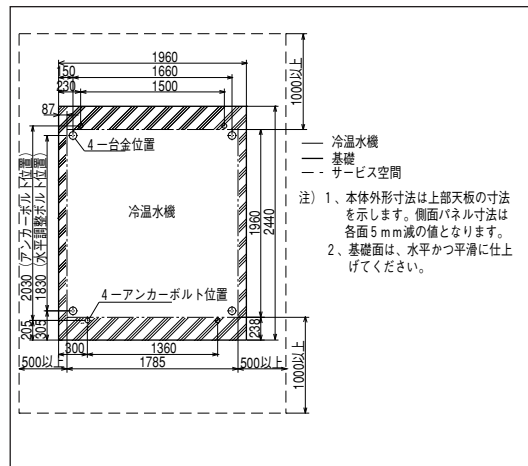 1960
150
1660
230
1500
87
1000以上
4－台金位置
冷温水機
2030（アンカーボルト位置）
1830（水平調整ボルト位置）
1960
2440
4－アンカーボルト位置
205
305
238
300
1360
500以上
1785
500以上
1000以上
冷温水機
基礎
サービス空間
注）１、本体外形寸法は上部天板の寸法
を示します。側面パネル寸法は
各面５ｍｍ減の値となります。
２、基礎面は、水平かつ平滑に仕上
げてください。